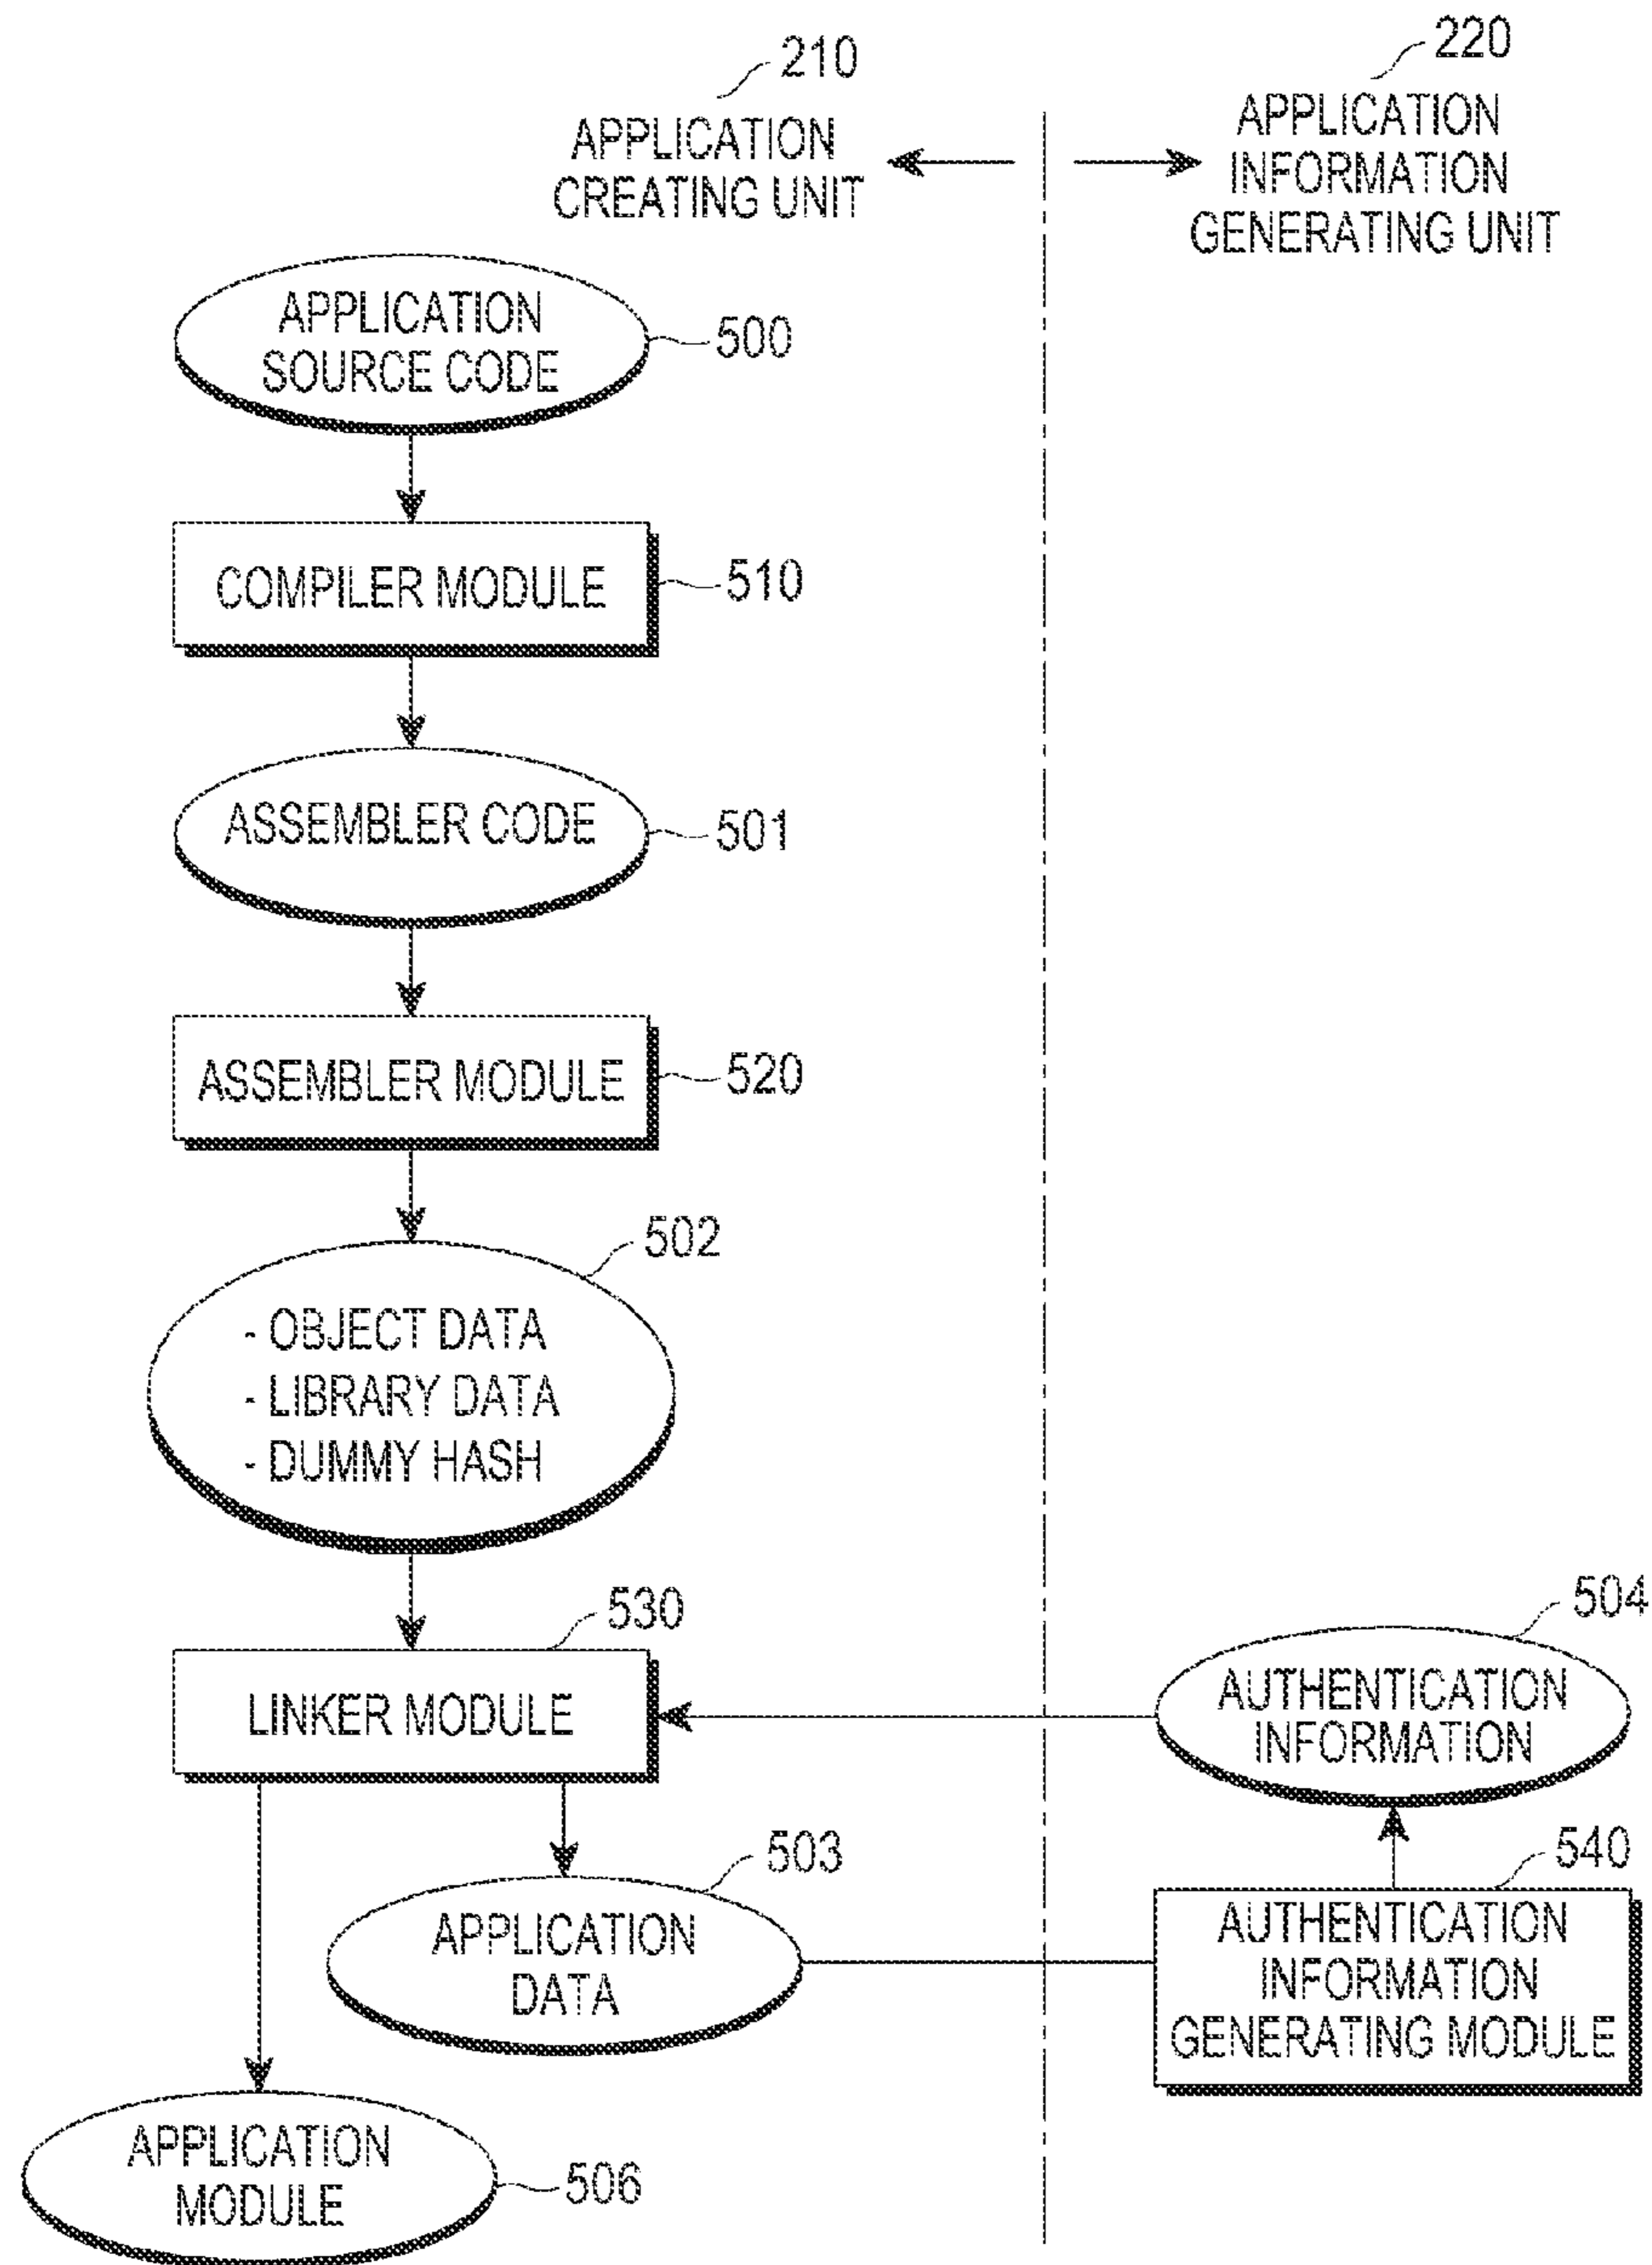 210
APPLICATION
CREATING UNIT
220
APPLICATION
INFORMATION
GENERATING UNIT
APPLICATION
SOURCE CODE
500
COMPILER MODULE
510
ASSEMBLER CODE
501
ASSEMBLER MODULE
520
502
- OBJECT DATA
- LIBRARY DATA
- DUMMY HASH
530
LINKER MODULE
504
AUTHENTICATION
INFORMATION
503
APPLICATION
DATA
540
AUTHENTICATION
INFORMATION
GENERATING MODULE
APPLICATION
MODULE
506